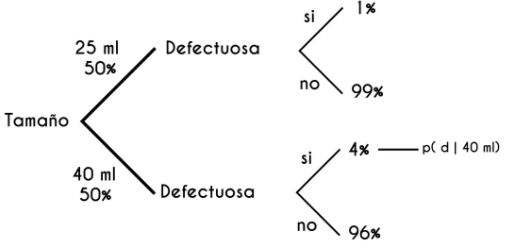 si 1%
25 ml Defectuosa
50%
no 99%
Tamaño
si 4% p( d | 40 ml)
40 ml Defectuosa
50%
no 96%